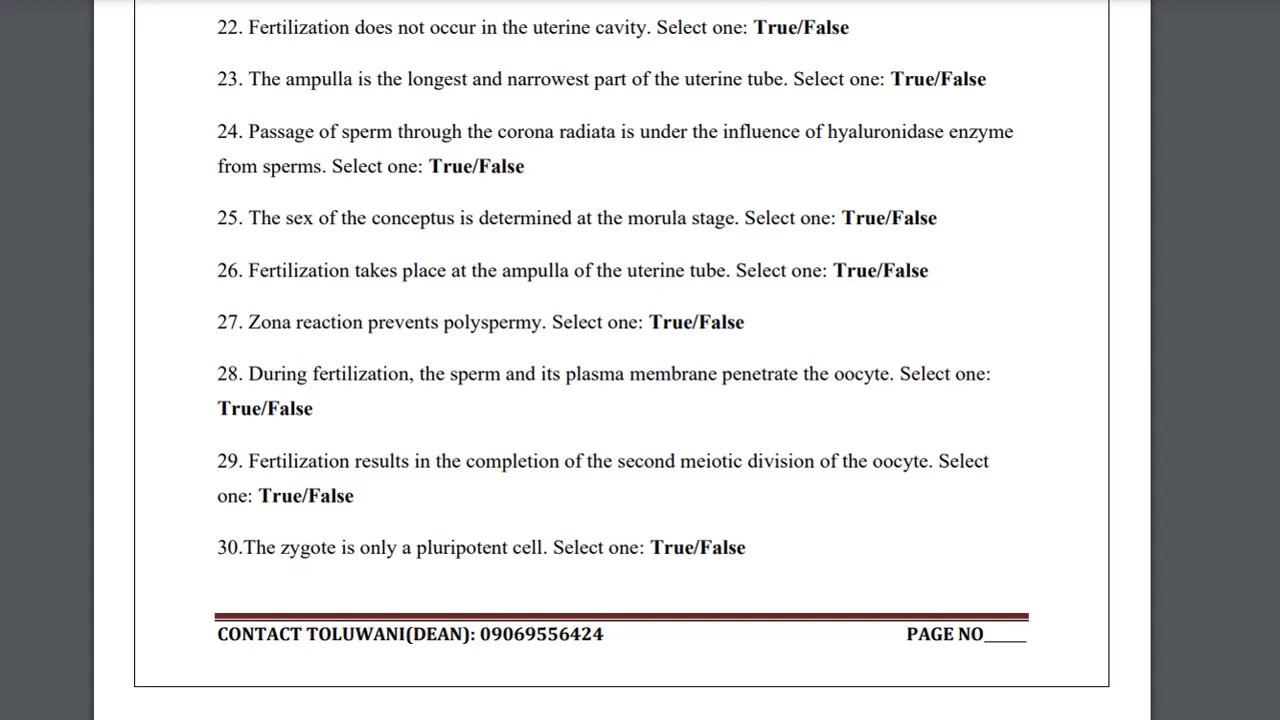 22. Fertilization does not occur in the uterine cavity. Select one: True/False
23. The ampulla is the longest and narrowest part of the uterine tube. Select one: True/False
24. Passage of sperm through the corona radiata is under the influence of hyaluronidase enzyme
from sperms. Select one: True/False
25. The sex of the conceptus is determined at the morula stage. Select one: True/False
26. Fertilization takes place at the ampulla of the uterine tube. Select one: True/False
27. Zona reaction prevents polyspermy. Select one: True/False
28. During fertilization, the sperm and its plasma membrane penetrate the oocyte. Select one:
True/False
29. Fertilization results in the completion of the second meiotic division of the oocyte. Select
one: True/False
30.The zygote is only a pluripotent cell. Select one: True/False
CONTACT TOLUWANI(DEAN): 09069556424 PAGE NO_____